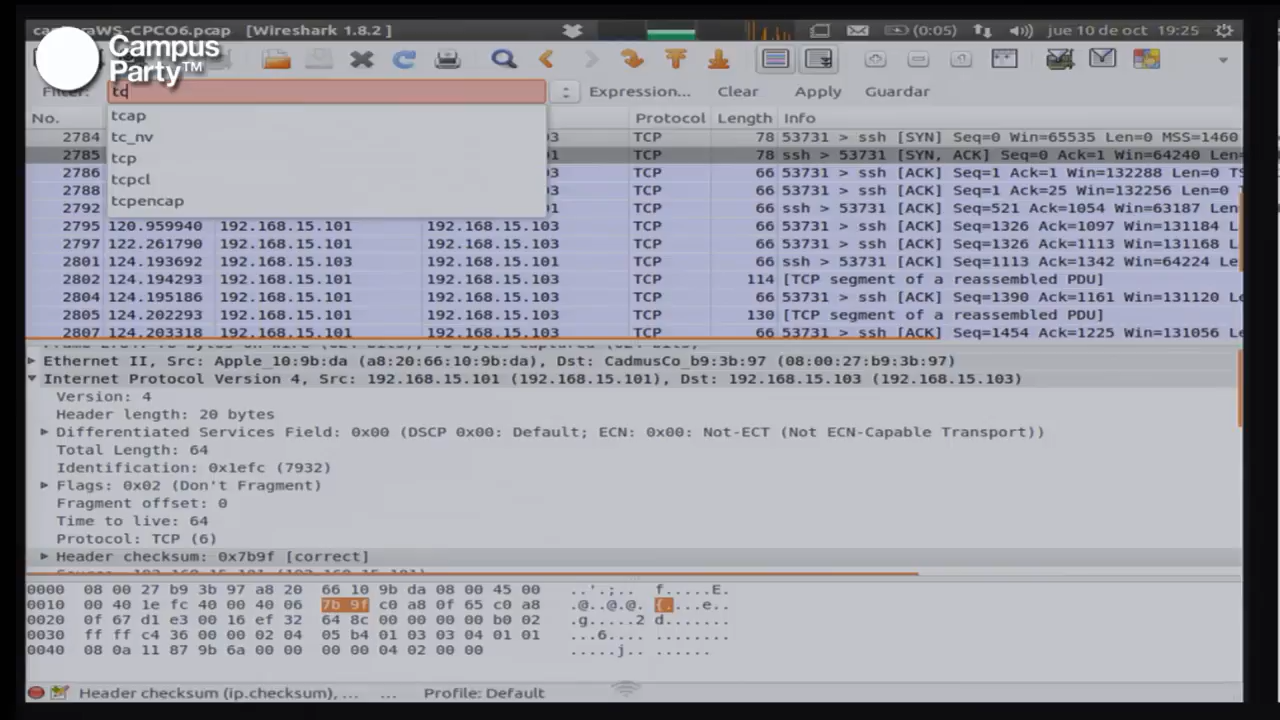 ca WS-CPCO6.pcap [Wireshark 1.8.2 ]
(0:05)
jue 10 de oct 19:25
Campus
Party™
Filter:
tc
Expression...
Clear
Apply
Guardar
tcap
tc_nv
tcp
tcpcl
tcpencap
No. Protocol Length Info
2784 3 TCP 78 53731 > ssh [SYN] Seq=0 Win=65535 Len=0 MSS=1460
2785 1 TCP 78 ssh > 53731 [SYN, ACK] Seq=0 Ack=1 Win=64240 Len=
2786 3 TCP 66 53731 > ssh [ACK] Seq=1 Ack=1 Win=132288 Len=0 TS
2788 3 TCP 66 53731 > ssh [ACK] Seq=1 Ack=25 Win=132256 Len=0
2792 1 TCP 66 ssh > 53731 [ACK] Seq=521 Ack=1054 Win=63187 Len=
2795 120.959940 192.168.15.101 192.168.15.103 TCP 66 53731 > ssh [ACK] Seq=1326 Ack=1097 Win=131184 Le
2797 122.261790 192.168.15.101 192.168.15.103 TCP 66 53731 > ssh [ACK] Seq=1326 Ack=1113 Win=131168 Le
2801 124.193692 192.168.15.103 192.168.15.101 TCP 66 ssh > 53731 [ACK] Seq=1113 Ack=1342 Win=64224 Len
2802 124.194293 192.168.15.101 192.168.15.103 TCP 114 [TCP segment of a reassembled PDU]
2804 124.195186 192.168.15.101 192.168.15.103 TCP 66 53731 > ssh [ACK] Seq=1390 Ack=1161 Win=131120 Le
2805 124.202293 192.168.15.101 192.168.15.103 TCP 130 [TCP segment of a reassembled PDU]
2807 124.203318 192.168.15.101 192.168.15.103 TCP 66 53731 > ssh [ACK] Seq=1454 Ack=1225 Win=131056 Le
Ethernet II, Src: Apple_10:9b:da (a8:20:66:10:9b:da), Dst: CadmusCo_b9:3b:97 (08:00:27:b9:3b:97)
Internet Protocol Version 4, Src: 192.168.15.101 (192.168.15.101), Dst: 192.168.15.103 (192.168.15.103)
Version: 4
Header length: 20 bytes
Differentiated Services Field: 0x00 (DSCP 0x00: Default; ECN: 0x00: Not-ECT (Not ECN-Capable Transport))
Total Length: 64
Identification: 0x1efc (7932)
Flags: 0x02 (Don't Fragment)
Fragment offset: 0
Time to live: 64
Protocol: TCP (6)
Header checksum: 0x7b9f [correct]
0000 08 00 27 b9 3b 97 a8 20 66 10 9b da 08 00 45 00 ..'.;.. f.....E.
0010 00 40 1e fc 40 00 40 06 7b 9f c0 a8 0f 65 c0 a8 .@..@.@. {....e..
0020 0f 67 d1 e3 00 16 ef 32 64 8c 00 00 00 00 b0 02 .g.....2 d.......
0030 ff ff c4 36 00 00 02 04 05 b4 01 03 03 04 01 01 ...6.... ........
0040 08 0a 11 87 9b 6a 00 00 00 00 04 02 00 00 .....j.. ......
Header checksum (ip.checksum), ... ... Profile: Default